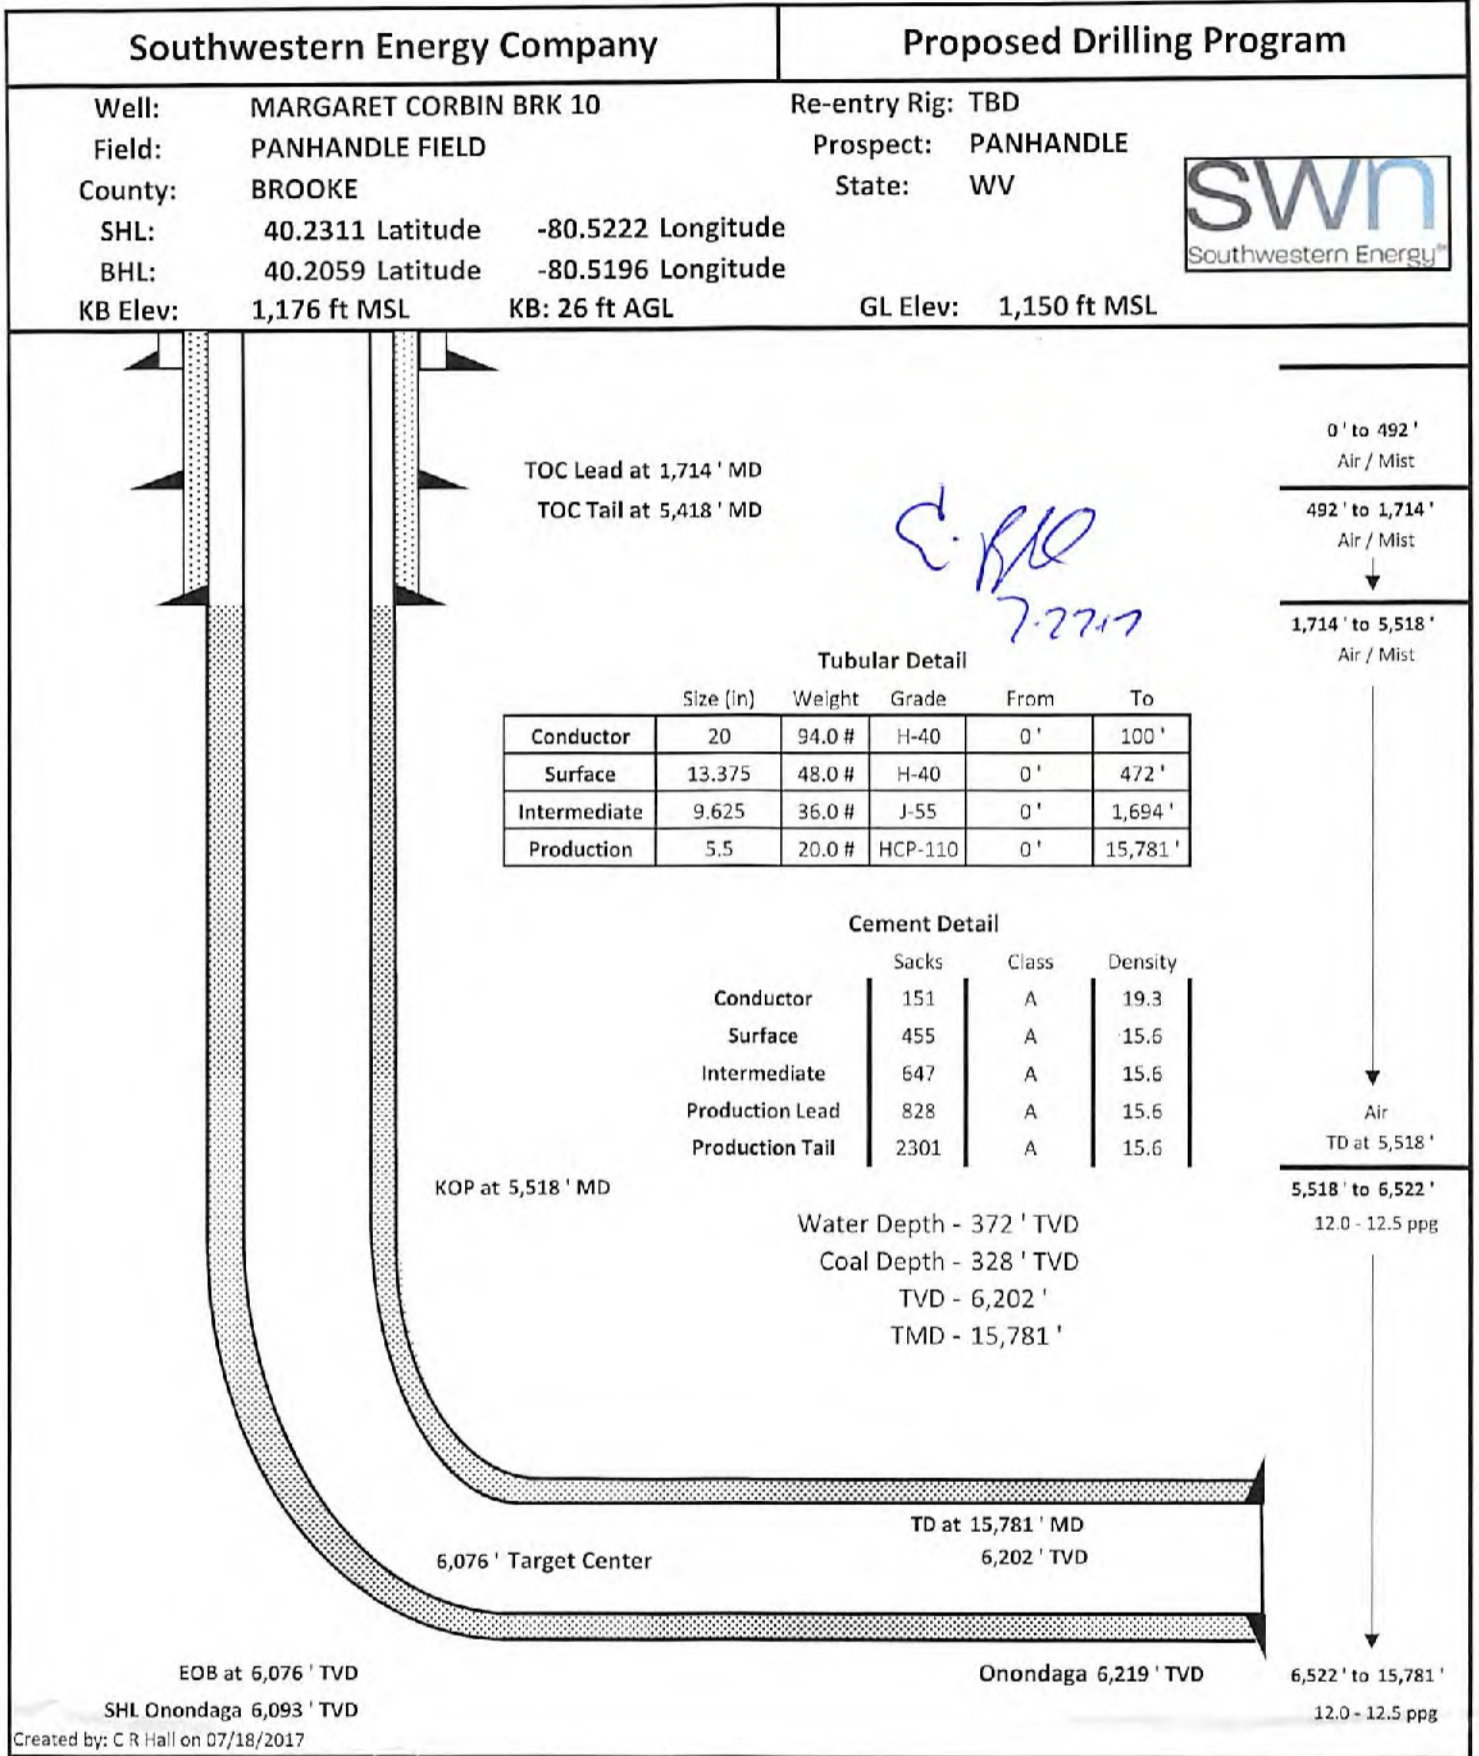 Southwestern Energy Company
Proposed Drilling Program
Well: MARGARET CORBIN BRK 10 Re-entry Rig: TBD
Field: PANHANDLE FIELD Prospect: PANHANDLE
County: BROOKE State: WV
SHL: 40.2311 Latitude -80.5222 Longitude
BHL: 40.2059 Latitude -80.5196 Longitude
KB Elev: 1,176 ft MSL KB: 26 ft AGL GL Elev: 1,150 ft MSL
swn
Southwestern Energy™
0 ' to 492 '
Air / Mist
TOC Lead at 1,714 ' MD
TOC Tail at 5,418 ' MD
492 ' to 1,714 '
Air / Mist
1,714 ' to 5,518 '
Air / Mist
Tubular Detail
Size (in) Weight Grade From To
Conductor 20 94.0 # H-40 0 ' 100 '
Surface 13.375 48.0 # H-40 0 ' 472 '
Intermediate 9.625 36.0 # J-55 0 ' 1,694 '
Production 5.5 20.0 # HCP-110 0 ' 15,781 '
Cement Detail
Sacks Class Density
Conductor 151 A 19.3
Surface 455 A 15.6
Intermediate 647 A 15.6
Production Lead 828 A 15.6
Production Tail 2301 A 15.6
Air
TD at 5,518 '
KOP at 5,518 ' MD
5,518 ' to 6,522 '
12.0 - 12.5 ppg
Water Depth - 372 ' TVD
Coal Depth - 328 ' TVD
TVD - 6,202 '
TMD - 15,781 '
TD at 15,781 ' MD
6,202 ' TVD
6,076 ' Target Center
EOB at 6,076 ' TVD
Onondaga 6,219 ' TVD
6,522 ' to 15,781 '
SHL Onondaga 6,093 ' TVD
12.0 - 12.5 ppg
Created by: C R Hall on 07/18/2017